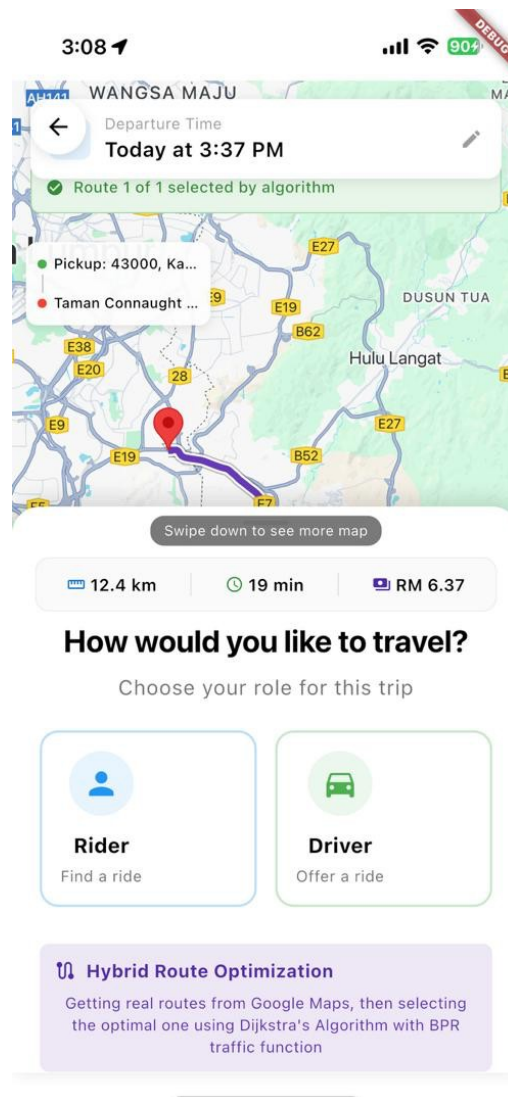 3:08
90
DEBUG
WANGSA MAJU
AH141
Departure Time
Today at 3:37 PM
Route 1 of 1 selected by algorithm
E27
Pickup: 43000, Ka...
Taman Connaught ...
E9
E19
DUSUN TUA
B62
E38
E20
28
Hulu Langat
E9
E27
E19
B52
E7
Swipe down to see more map
12.4 km
19 min
RM 6.37
How would you like to travel?
Choose your role for this trip
Rider
Find a ride
Driver
Offer a ride
Hybrid Route Optimization
Getting real routes from Google Maps, then selecting
the optimal one using Dijkstra's Algorithm with BPR
traffic function